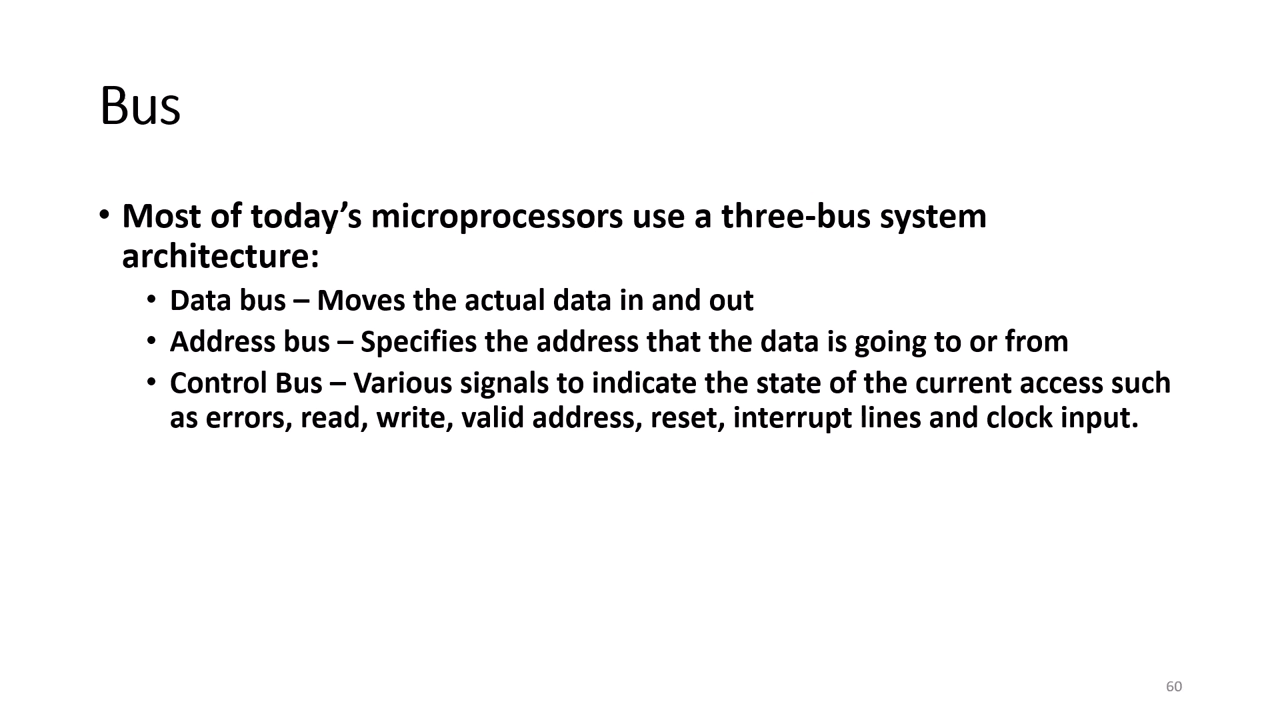 Bus
• Most of today’s microprocessors use a three-bus system
architecture:
• Data bus – Moves the actual data in and out
• Address bus – Specifies the address that the data is going to or from
• Control Bus – Various signals to indicate the state of the current access such
as errors, read, write, valid address, reset, interrupt lines and clock input.
60